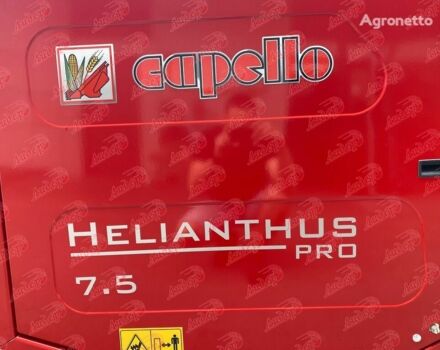 Agronetto
capello
HELIANTHUS
PRO
7.5